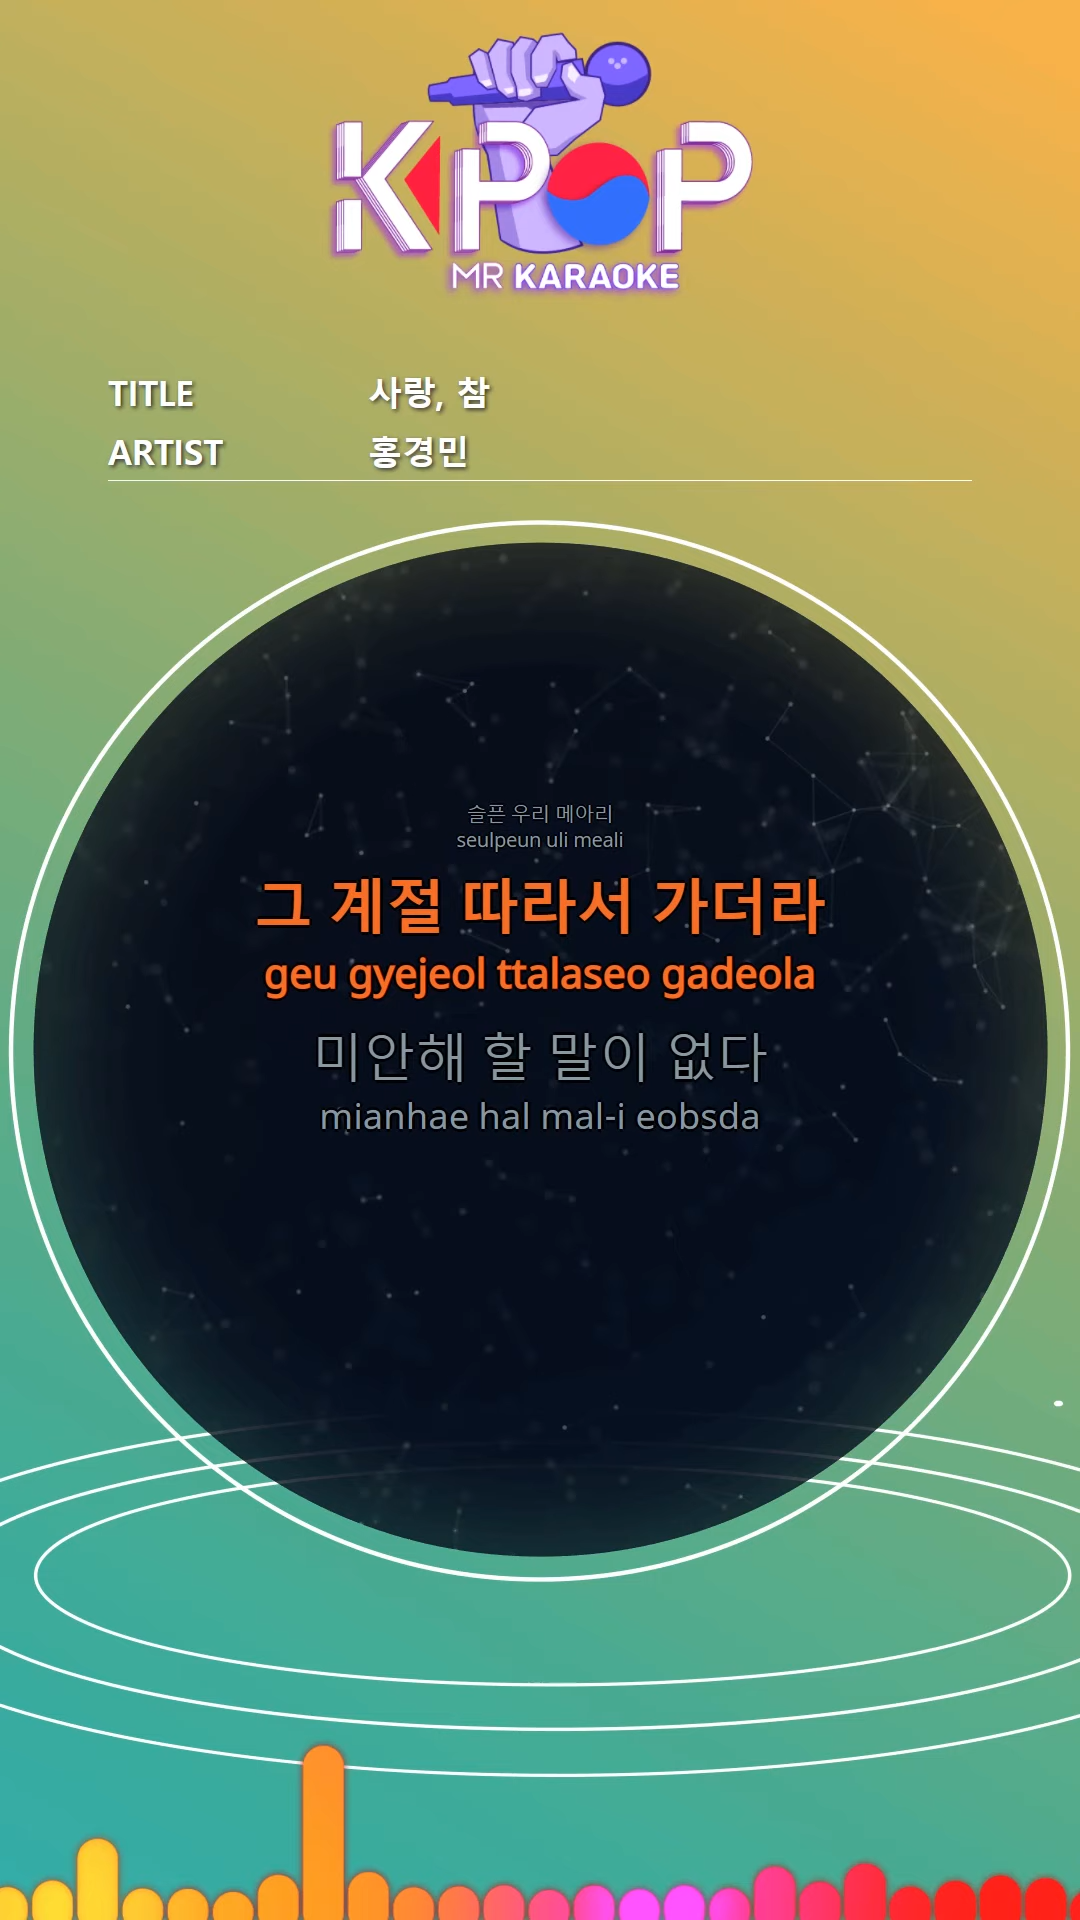 KPOP
MR KARAOKE
TITLE 사랑, 참
ARTIST 홍경민
슬픈 우리 메아리
seulpeun uli meali
그 계절 따라서 가더라
geu gyejeol ttalaseo gadeola
미안해 할 말이 없다
mianhae hal mal-i eobsda